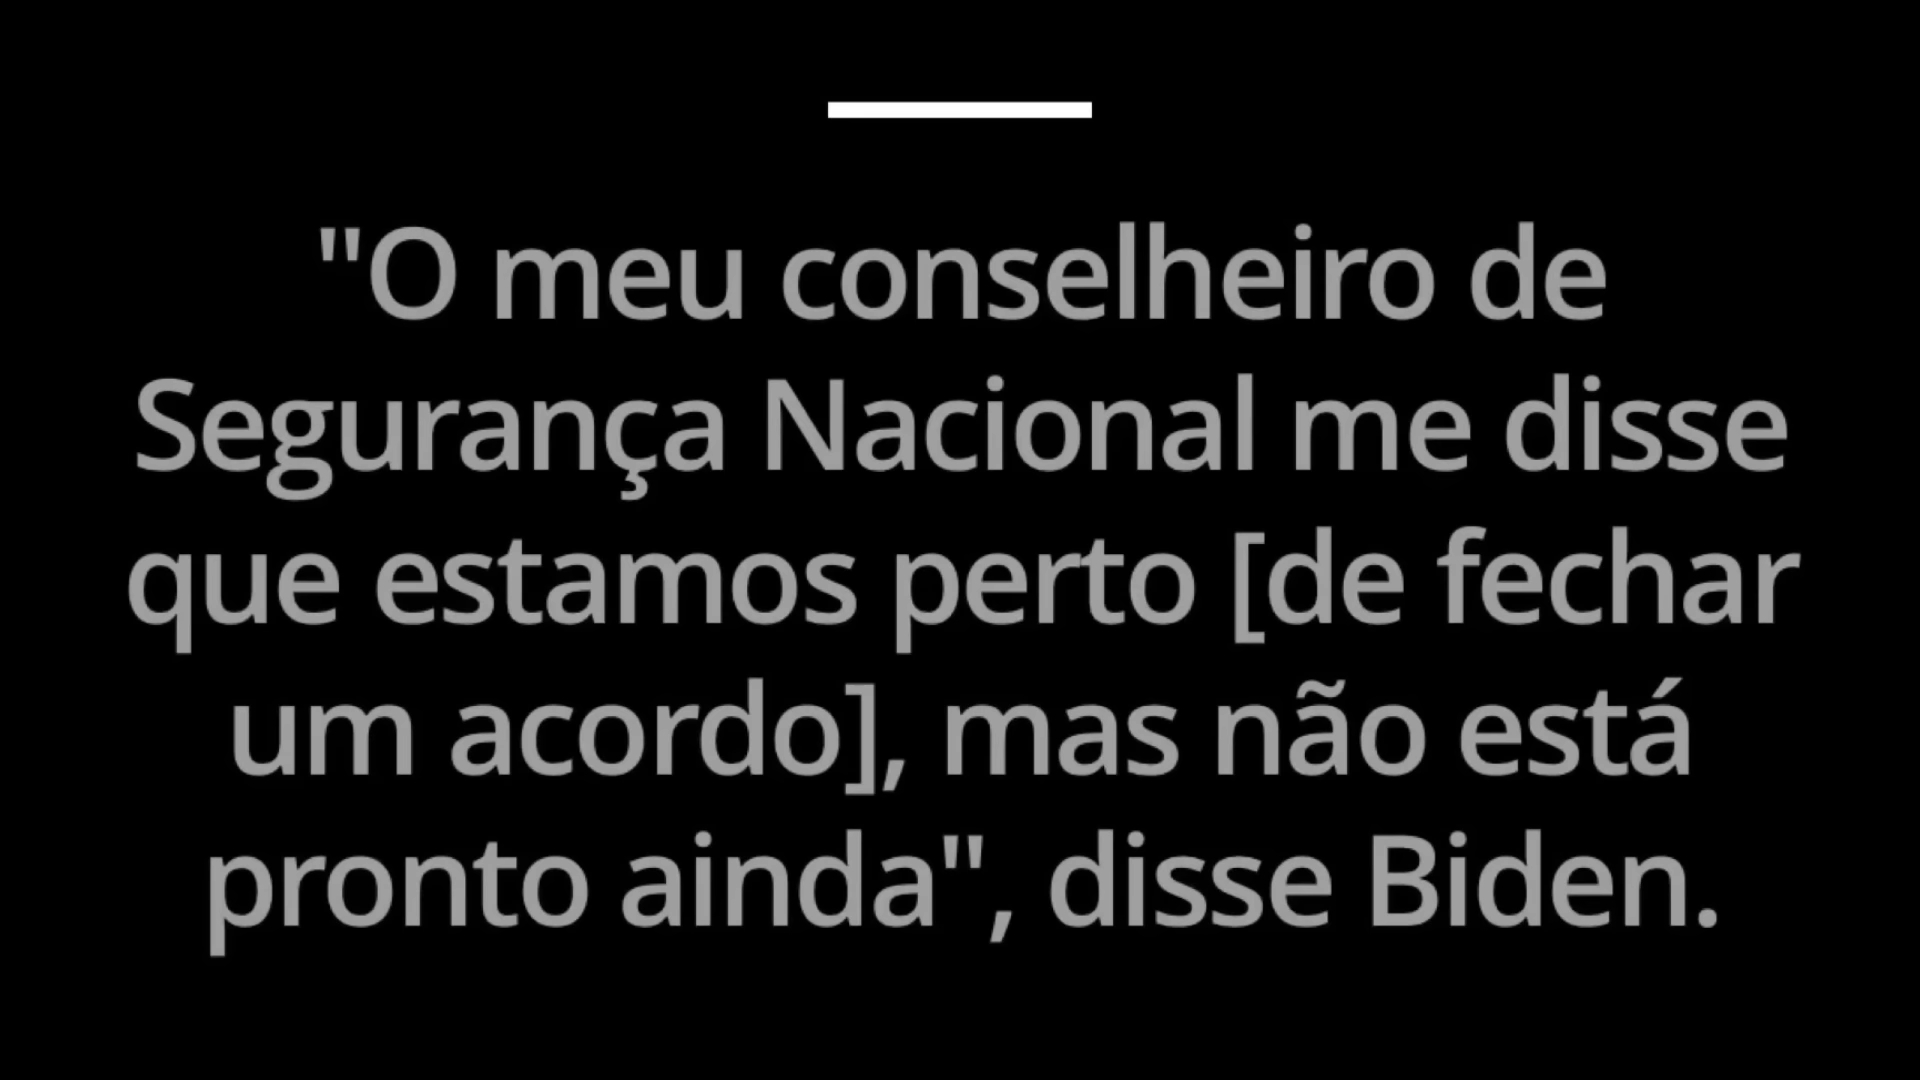 "O meu conselheiro de
Segurança Nacional me disse
que estamos perto [de fechar
um acordo], mas não está
pronto ainda", disse Biden.